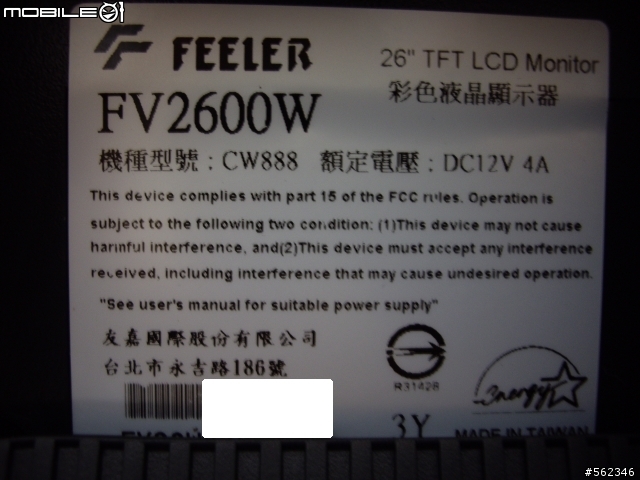 MOBILE01
FEELER
26" TFT LCD Monitor
彩色液晶顯示器
FV2600W
機種型號：CW888 額定電壓：DC12V 4A
This device complies with part 15 of the FCC rules. Operation is
subject to the following two condition: (1)This device may not cause
harmful interference, and(2)This device must accept any interference
received, including interference that may cause undesired operation.
"See user's manual for suitable power supply"
友嘉國際股份有限公司
台北市永吉路186號
R31428
energy
3Y
MADE IN TAIWAN
#562346